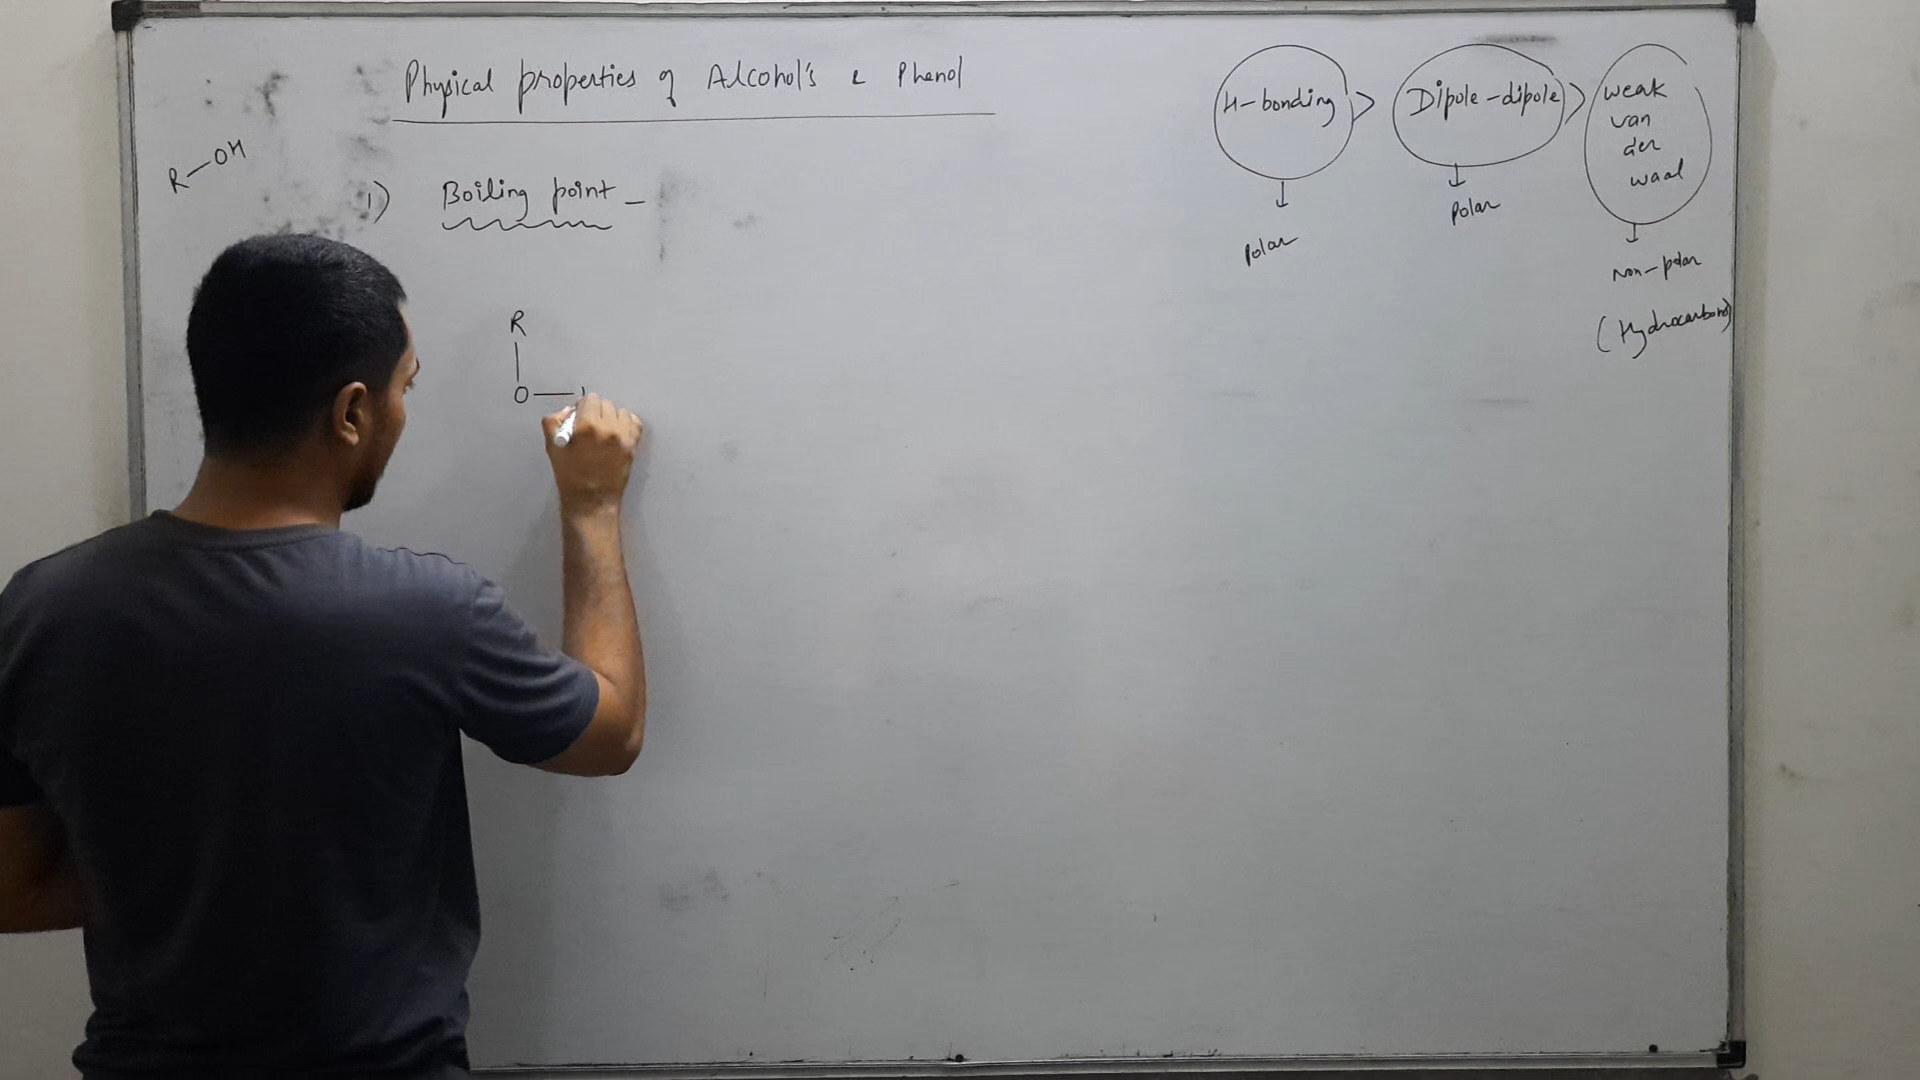 Physical properties of Alcohol's & Phenol
R-OH
1) Boiling point -
R
O-
H-bonding > Dipole-dipole > weak
van
der
waal
Polar
Polar
Non-polar
(Hydrocarbons)